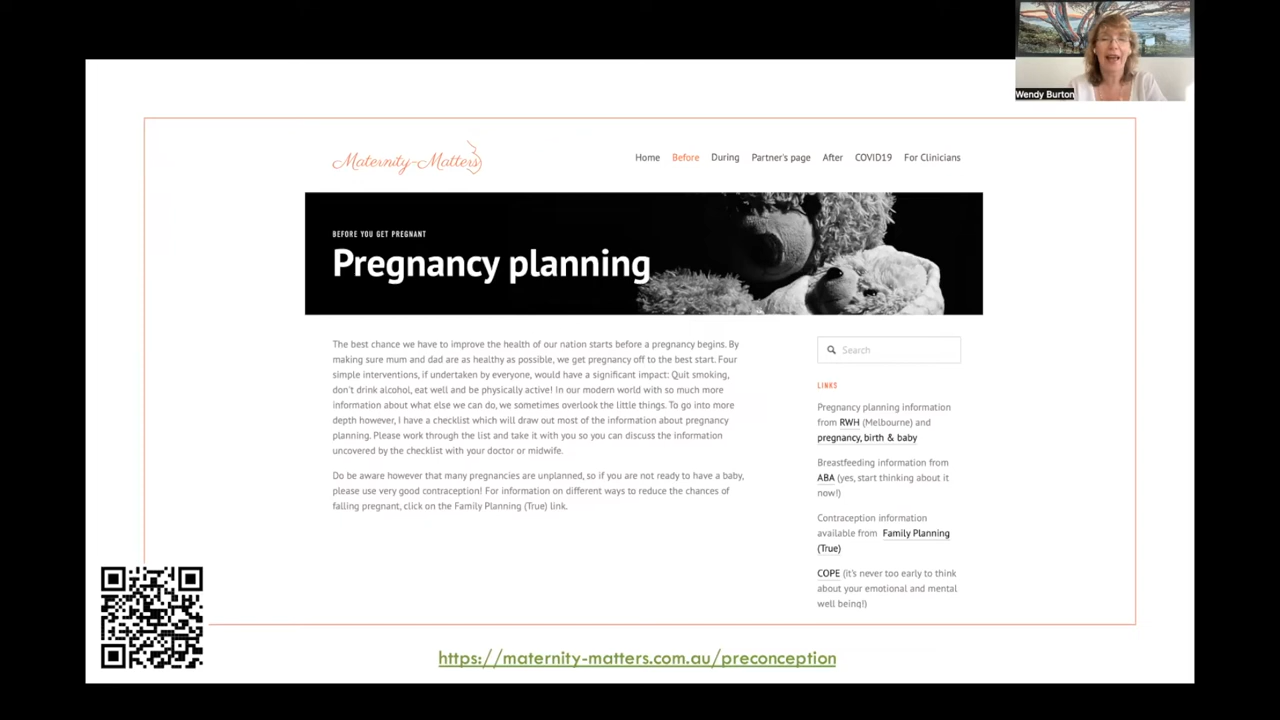 Wendy Burton
Maternity-Matters
Home Before During Partner's page After COVID19 For Clinicians
BEFORE YOU GET PREGNANT
Pregnancy planning
The best chance we have to improve the health of our nation starts before a pregnancy begins. By
making sure mum and dad are as healthy as possible, we get pregnancy off to the best start. Four
simple interventions, if undertaken by everyone, would have a significant impact: Quit smoking,
don't drink alcohol, eat well and be physically active! In our modern world with so much more
information about what else we can do, we sometimes overlook the little things. To go into more
depth however, I have a checklist which will draw out most of the information about pregnancy
planning. Please work through the list and take it with you so you can discuss the information
uncovered by the checklist with your doctor or midwife.
Do be aware however that many pregnancies are unplanned, so if you are not ready to have a baby,
please use very good contraception! For information on different ways to reduce the chances of
falling pregnant, click on the Family Planning (True) link.
Search
LINKS
Pregnancy planning information
from RWH (Melbourne) and
pregnancy, birth & baby
Breastfeeding information from
ABA (yes, start thinking about it
now!)
Contraception information
available from Family Planning
(True)
COPE (it's never too early to think
about your emotional and mental
well being!)
https://maternity-matters.com.au/preconception